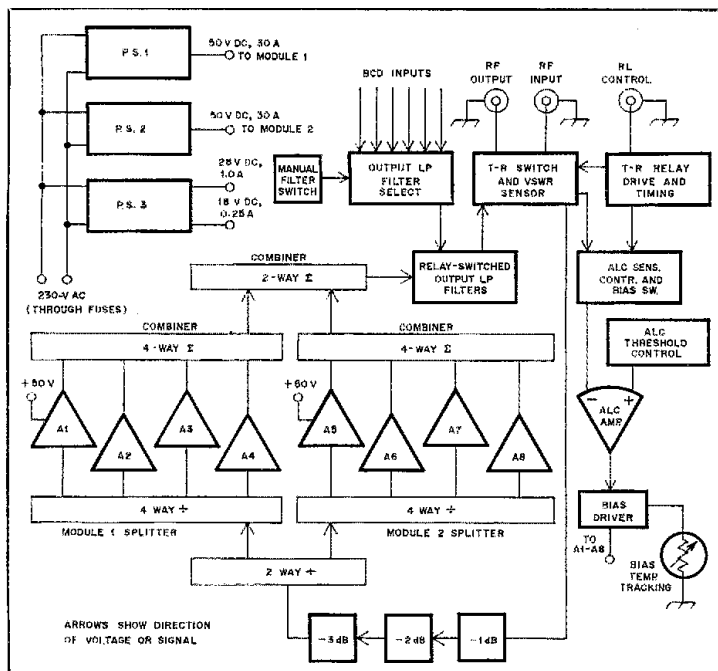 P.S. 1
50 V DC, 30 A
TO MODULE 1
P.S. 2
50 V DC, 30 A
TO MODULE 2
P.S. 3
28 V DC,
1.0 A
18 V DC,
0.25 A
230-V AC
(THROUGH FUSES)
BCD INPUTS
RF
OUTPUT
RF
INPUT
RL
CONTROL
MANUAL
FILTER
SWITCH
OUTPUT LP
FILTER
SELECT
T-R SWITCH
AND VSWR
SENSOR
T-R RELAY
DRIVE AND
TIMING
COMBINER
2-WAY Σ
RELAY-SWITCHED
OUTPUT LP
FILTERS
ALC SENS.
CONTR. AND
BIAS SW.
COMBINER
4-WAY Σ
COMBINER
4-WAY Σ
ALC
THRESHOLD
CONTROL
+50 V
A1
A2
A3
A4
+50 V
A5
A6
A7
A8
− +
ALC
AMP
4 WAY ÷
MODULE 1 SPLITTER
4 WAY ÷
MODULE 2 SPLITTER
BIAS
DRIVER
TO
A1-A8
BIAS
TEMP
TRACKING
2 WAY ÷
ARROWS SHOW DIRECTION
OF VOLTAGE OR SIGNAL
−3 dB
−2 dB
−1 dB